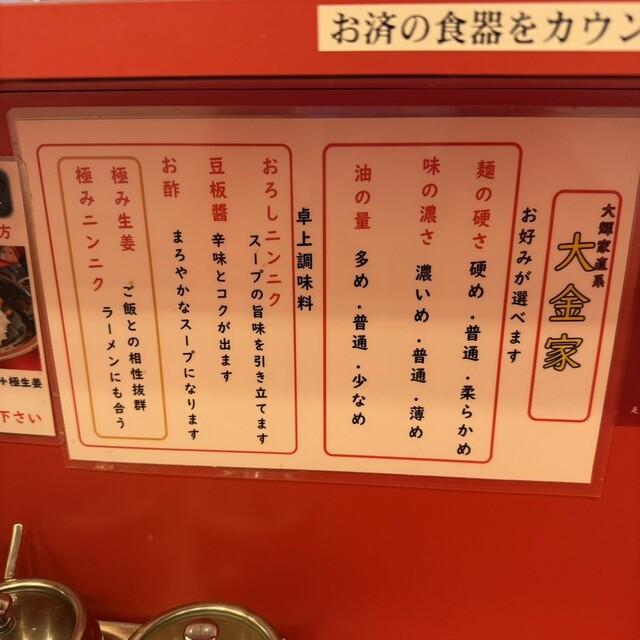 お済の食器をカウン
大輝家直系
大金家
お好みが選べます
麺の硬さ 硬め・普通・柔らかめ
味の濃さ 濃いめ・普通・薄め
油の量 多め・普通・少なめ
卓上調味料
おろしニンニク
スープの旨味を引き立てます
豆板醤 辛味とコクが出ます
お酢 まろやかなスープになります
極み生姜
極みニンニク
ご飯との相性抜群
ラーメンにも合う
方
+極生姜
下さい